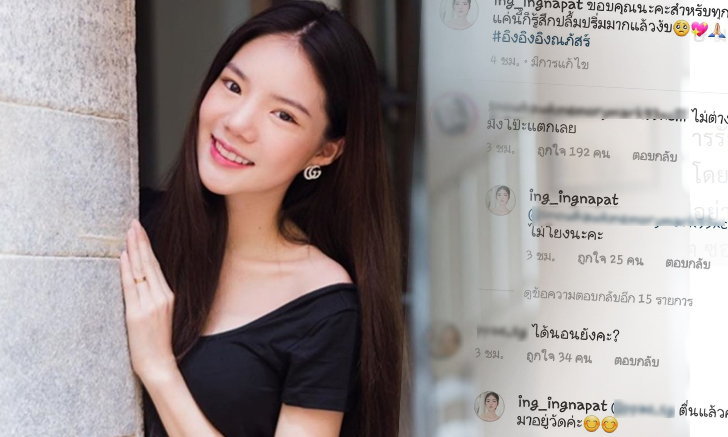 ing_ingnapat ขอบคุณนะคะสำหรับทุก
แค่นี้ก็รู้สึกปลื้มปริ่มมากแล้วงับ🥺💖🙏🏻
#อิงอิงอิงณภัสร์
4 ชม. • มีการแก้ไข
ไม่ต่าง
มิงโป๊ะแตกเลย
3 ชม. ถูกใจ 192 คน ตอบกลับ
ing_ingnapat
ไม่โยงนะคะ
3 ชม. ถูกใจ 25 คน ตอบกลับ
ดูข้อความตอบกลับอีก 15 รายการ
ได้นอนยังคะ?
3 ชม. ถูกใจ 34 คน ตอบกลับ
ing_ingnapat ตื่นแล้วค
มาอยู่วัดค่ะ😊😊